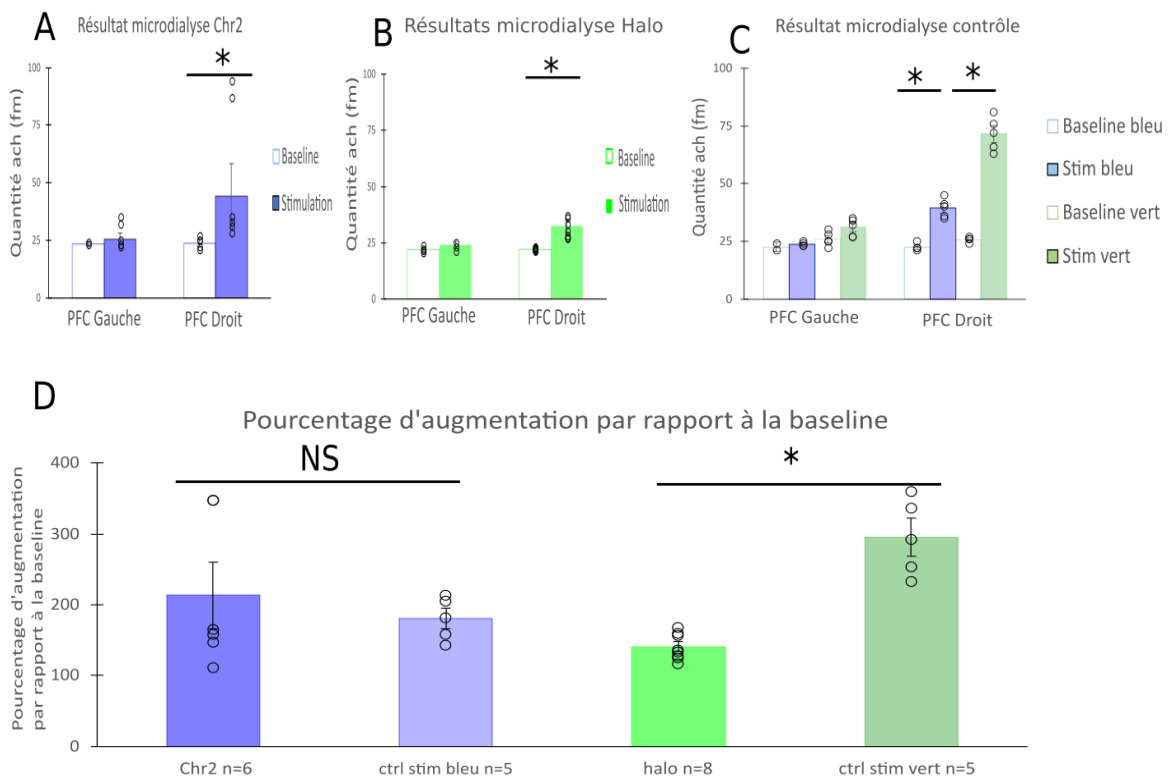 A
Résultat microdialyse Chr2
*
Quantité ach (fm)
100
75
50
25
0
PFC Gauche
PFC Droit
Baseline
Stimulation
B
Résultats microdialyse Halo
*
Quantité ach (fm)
100
75
50
25
0
PFC Gauche
PFC Droit
Baseline
Stimulation
C
Résultat microdialyse contrôle
*
*
Quantité ach (fm)
100
75
50
25
0
PFC Gauche
PFC Droit
Baseline bleu
Stim bleu
Baseline vert
Stim vert
D
Pourcentage d'augmentation par rapport à la baseline
NS
*
Pourcentage d'augmentation
par rapport à la baseline
400
300
200
100
0
Chr2 n=6
ctrl stim bleu n=5
halo n=8
ctrl stim vert n=5